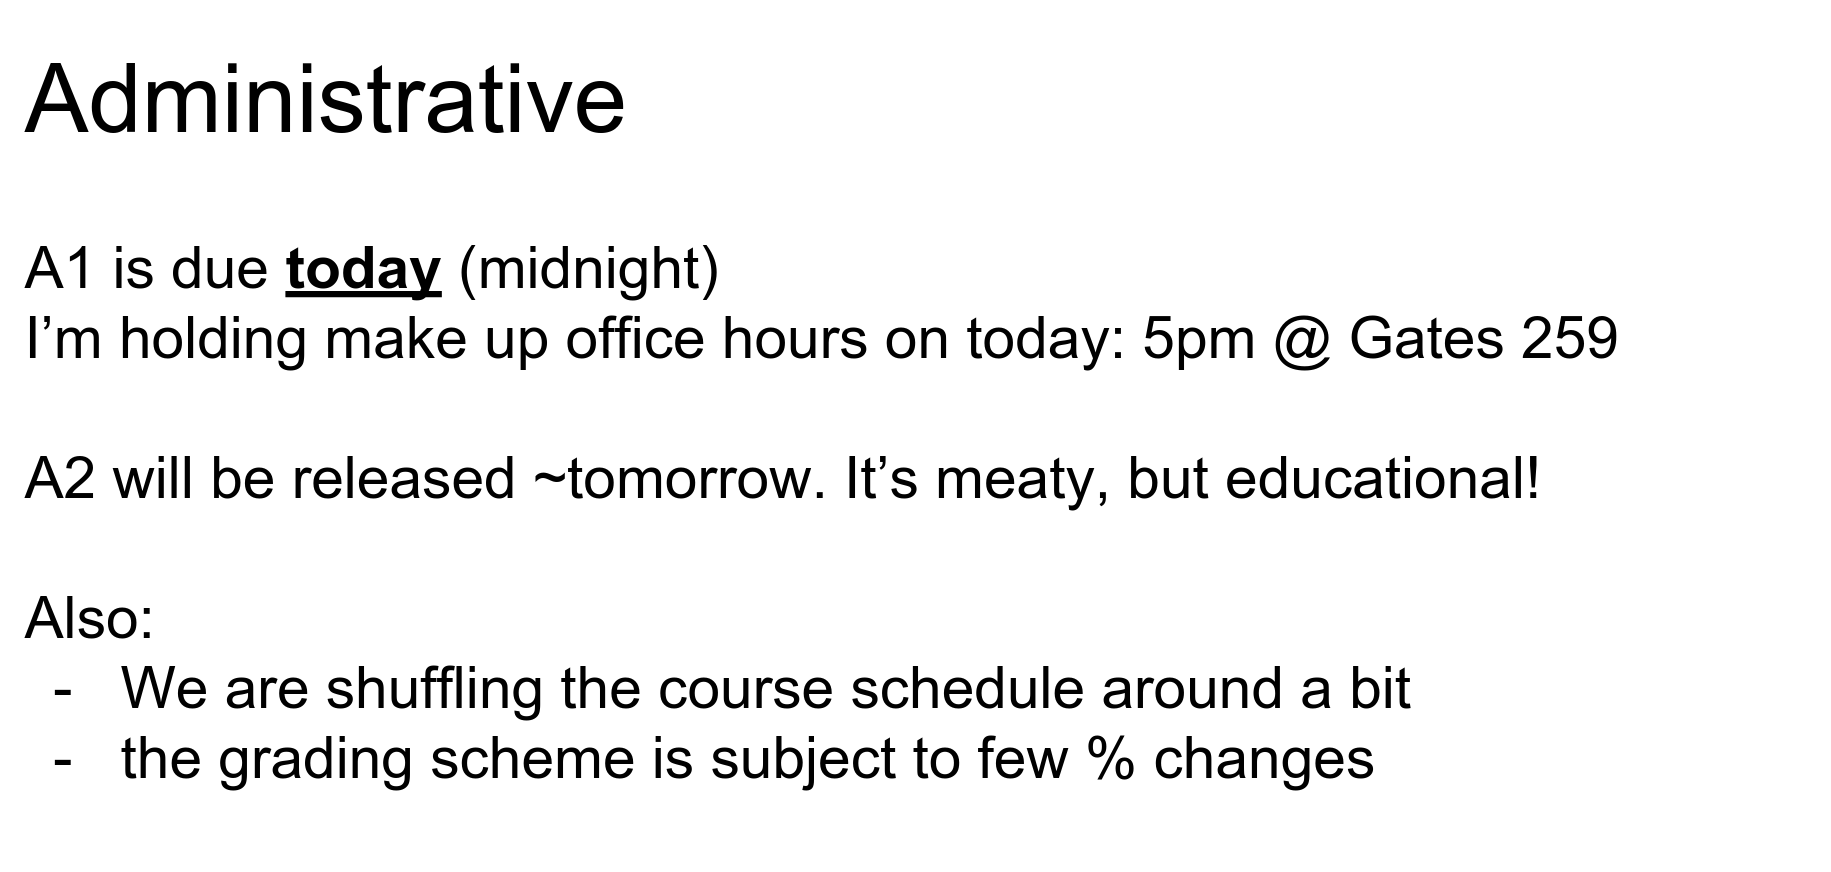 Administrative
A1 is due today (midnight)
I’m holding make up office hours on today: 5pm @ Gates 259
A2 will be released ~tomorrow. It’s meaty, but educational!
Also:
- We are shuffling the course schedule around a bit
- the grading scheme is subject to few % changes